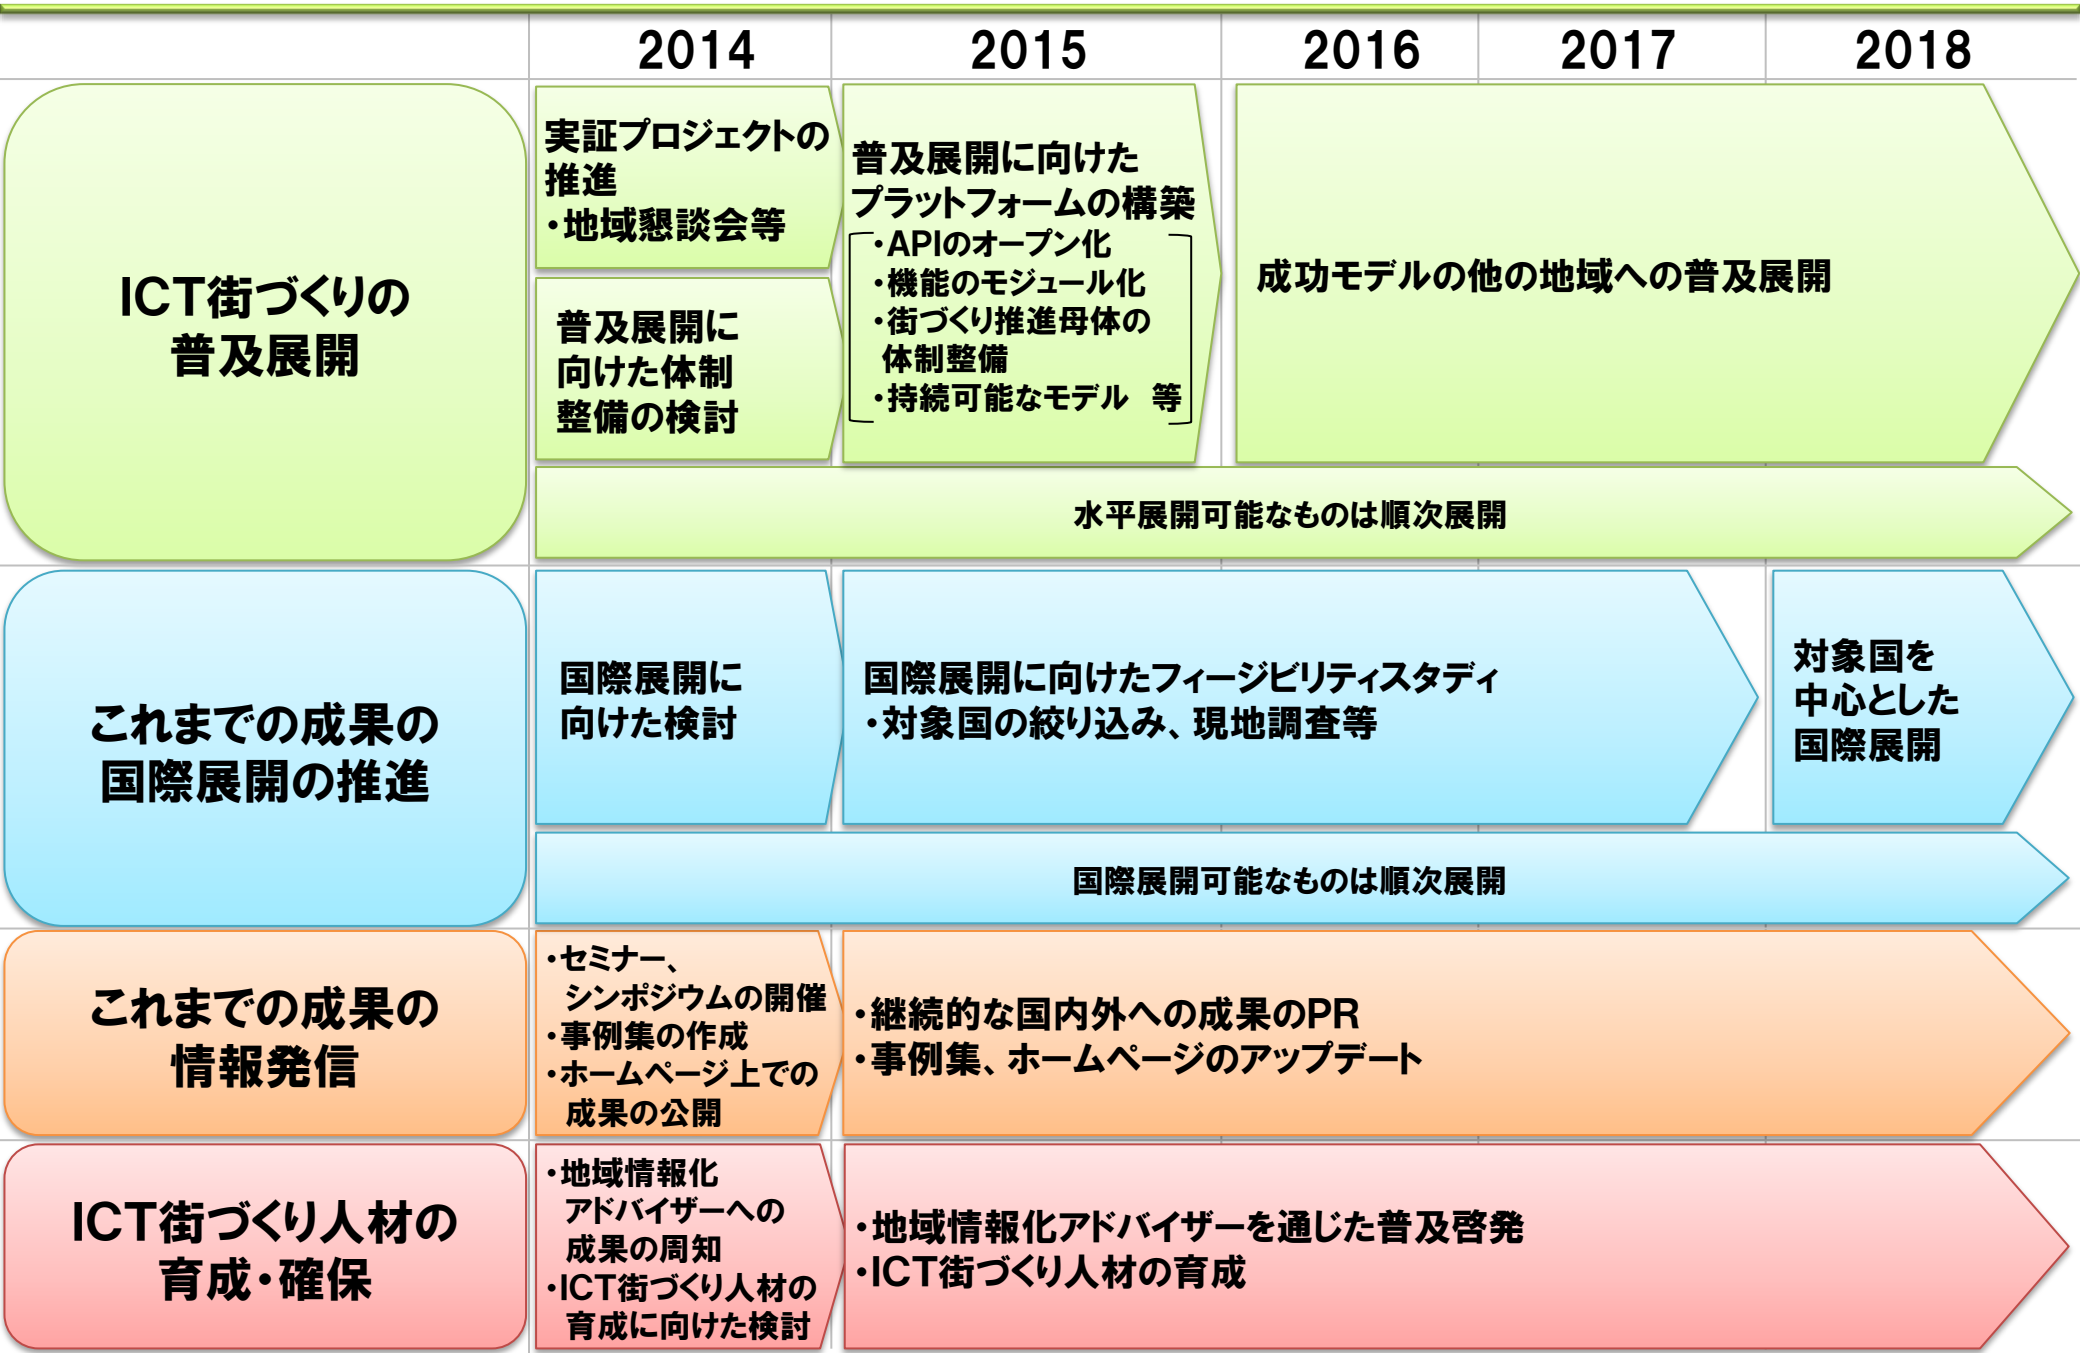 2014
2015
2016
2017
2018
ICT街づくりの
普及展開
実証プロジェクトの
推進
・地域懇談会等
普及展開に
向けた体制
整備の検討
普及展開に向けた
プラットフォームの構築
・APIのオープン化
・機能のモジュール化
・街づくり推進母体の
体制整備
・持続可能なモデル　等
成功モデルの他の地域への普及展開
水平展開可能なものは順次展開
これまでの成果の
国際展開の推進
国際展開に
向けた検討
国際展開に向けたフィージビリティスタディ
・対象国の絞り込み、現地調査等
対象国を
中心とした
国際展開
国際展開可能なものは順次展開
これまでの成果の
情報発信
・セミナー、
シンポジウムの開催
・事例集の作成
・ホームページ上での
成果の公開
・継続的な国内外への成果のPR
・事例集、ホームページのアップデート
ICT街づくり人材の
育成・確保
・地域情報化
アドバイザーへの
成果の周知
・ICT街づくり人材の
育成に向けた検討
・地域情報化アドバイザーを通じた普及啓発
・ICT街づくり人材の育成